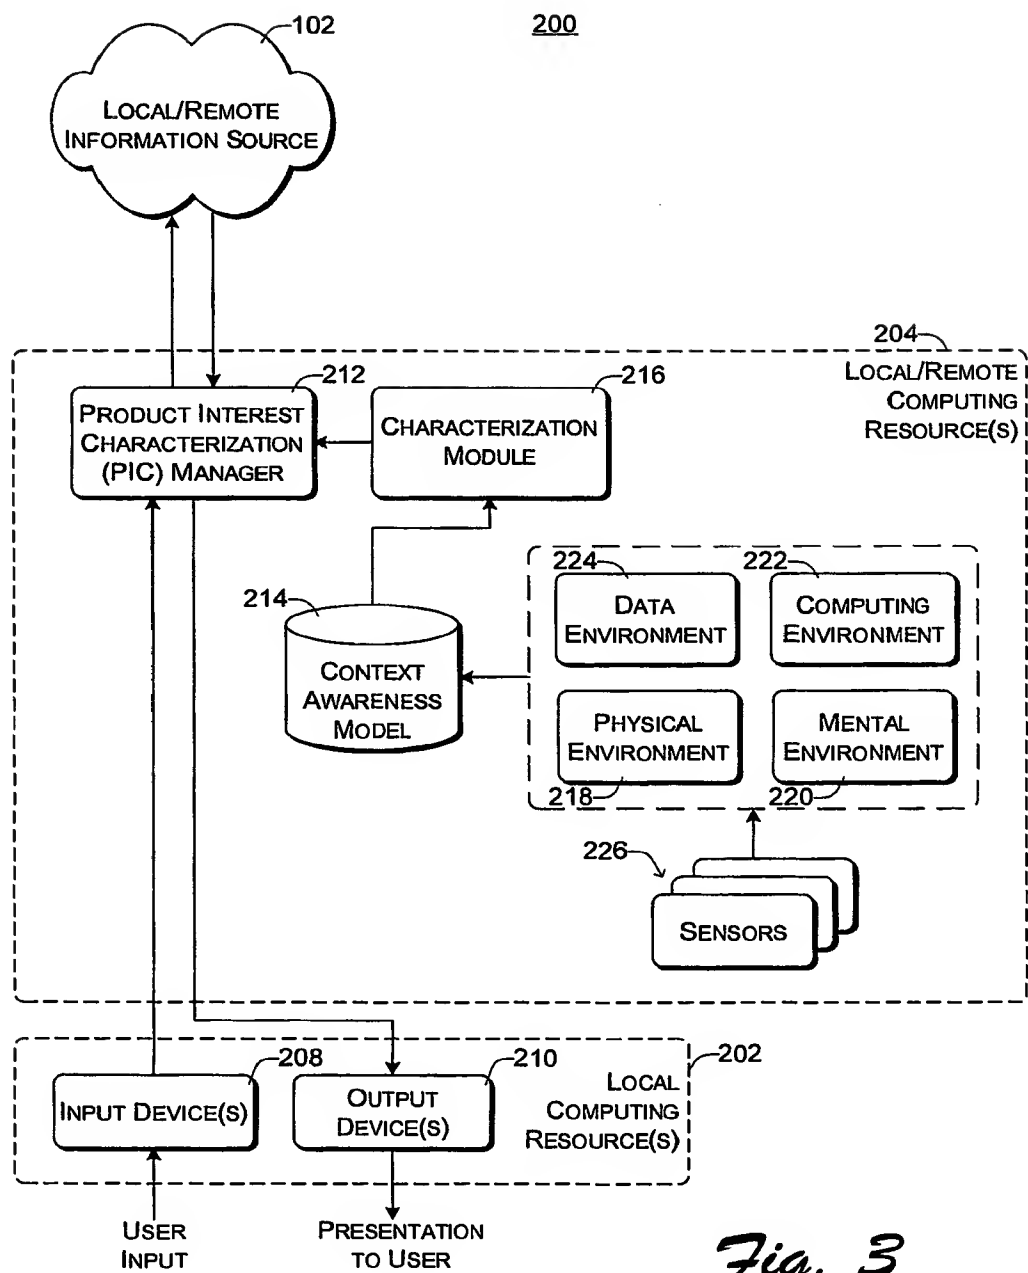 102
200
LOCAL/REMOTE
INFORMATION SOURCE
204
LOCAL/REMOTE
COMPUTING
RESOURCE(S)
212
PRODUCT INTEREST
CHARACTERIZATION
(PIC) MANAGER
216
CHARACTERIZATION
MODULE
224
DATA
ENVIRONMENT
222
COMPUTING
ENVIRONMENT
214
CONTEXT
AWARENESS
MODEL
PHYSICAL
ENVIRONMENT
218
MENTAL
ENVIRONMENT
220
226
SENSORS
202
208
INPUT DEVICE(S)
210
OUTPUT
DEVICE(S)
LOCAL
COMPUTING
RESOURCE(S)
USER
INPUT
PRESENTATION
TO USER
Fig. 3